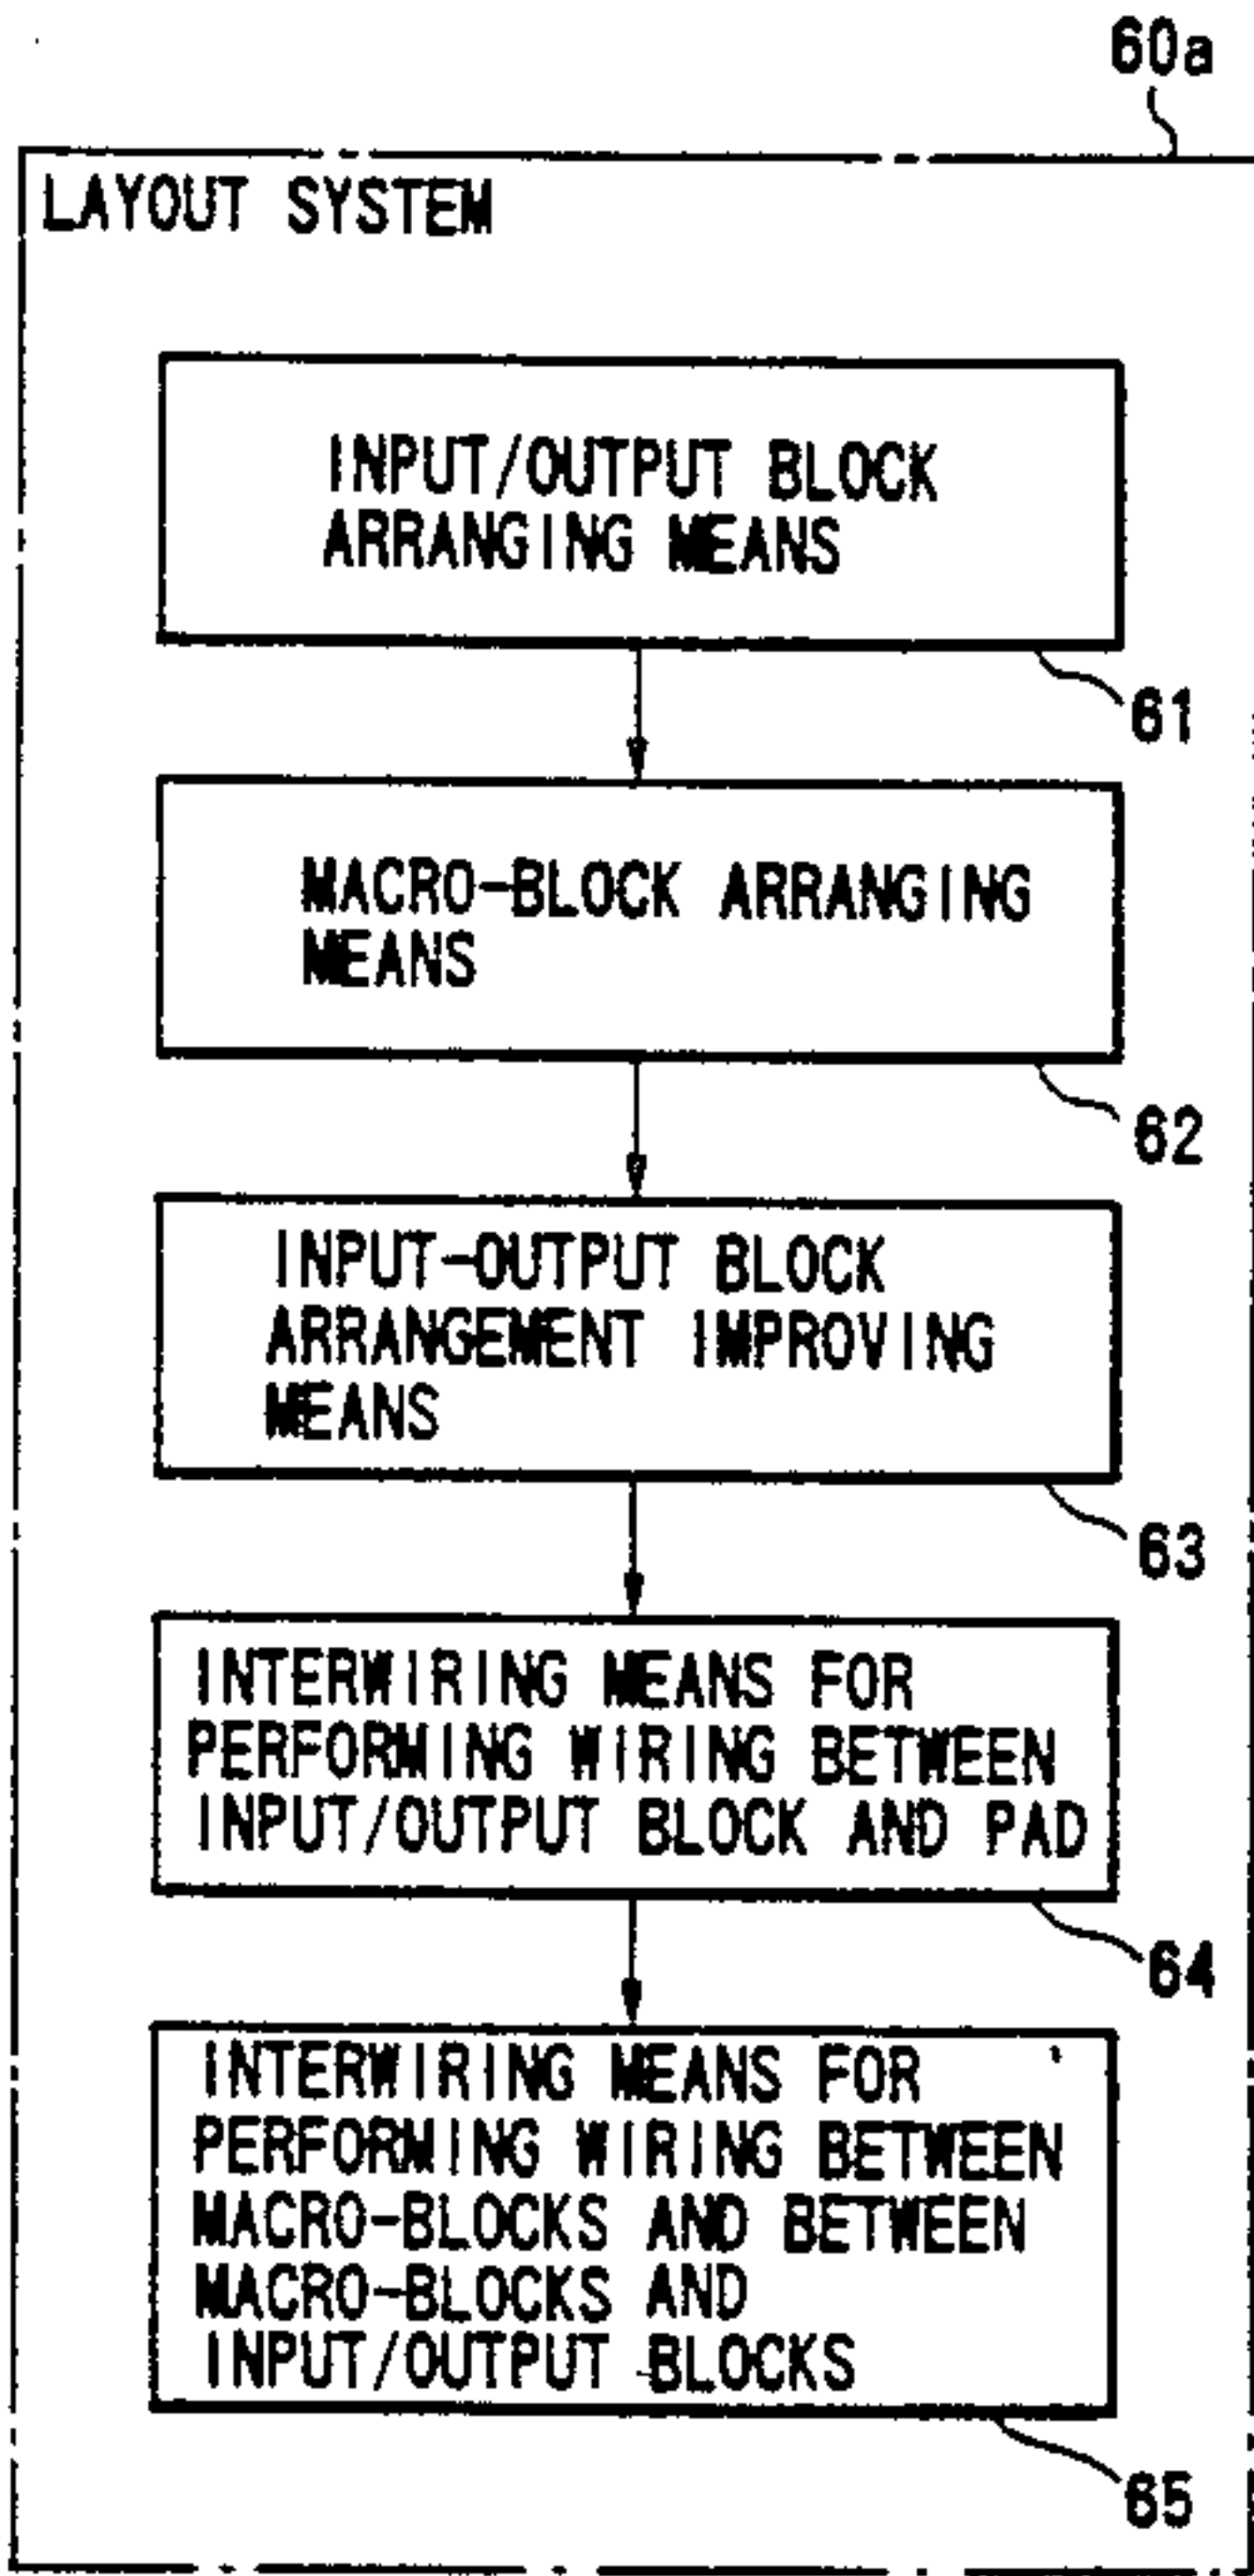 60a
LAYOUT SYSTEM
INPUT/OUTPUT BLOCK
ARRANGING MEANS
61
MACRO-BLOCK ARRANGING
MEANS
62
INPUT-OUTPUT BLOCK
ARRANGEMENT IMPROVING
MEANS
63
INTERWIRING MEANS FOR
PERFORMING WIRING BETWEEN
INPUT/OUTPUT BLOCK AND PAD
64
INTERWIRING MEANS FOR
PERFORMING WIRING BETWEEN
MACRO-BLOCKS AND BETWEEN
MACRO-BLOCKS AND
INPUT/OUTPUT BLOCKS
65